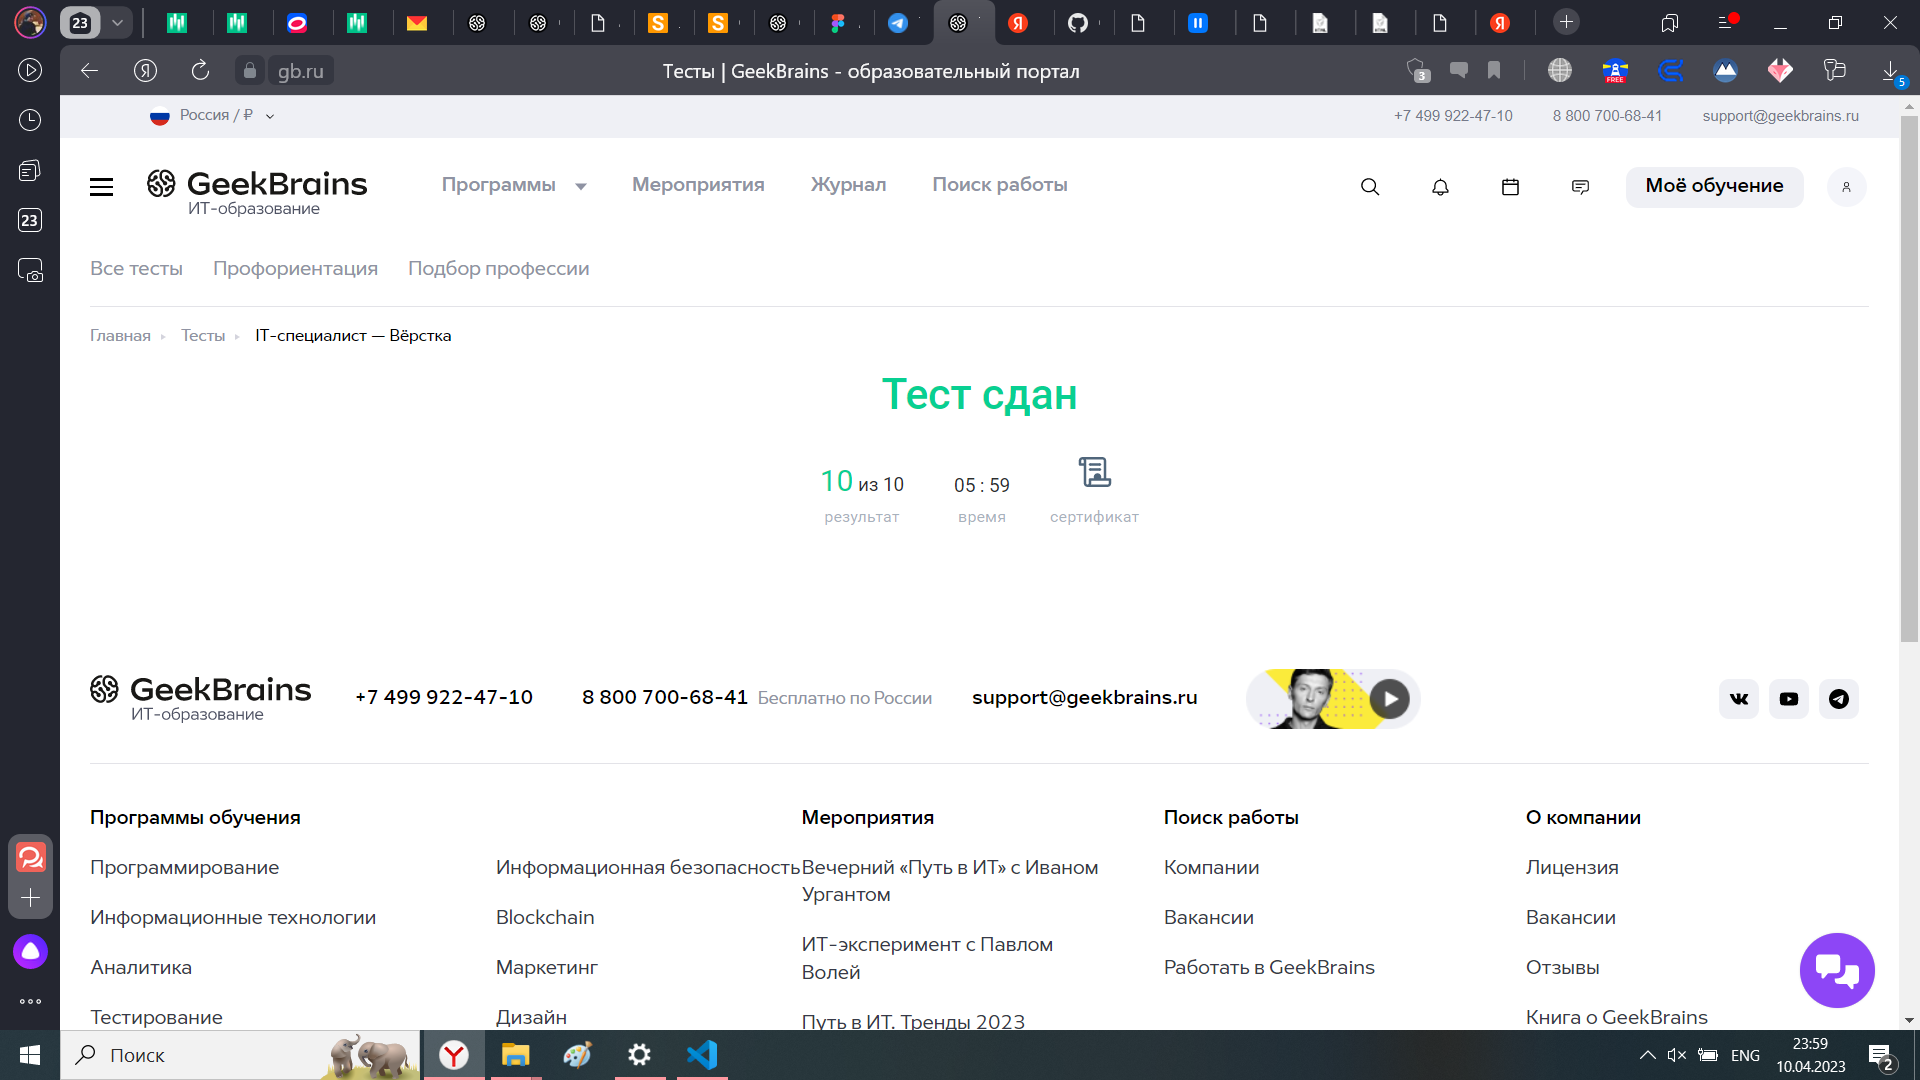 23
gb.ru
Тесты | GeekBrains - образовательный портал
3
FREE
5
Россия / ₽
+7 499 922-47-10
8 800 700-68-41
support@geekbrains.ru
GeekBrains
ИТ-образование
Программы
Мероприятия
Журнал
Поиск работы
Моё обучение
23
Все тесты
Профориентация
Подбор профессии
Главная
Тесты
IT-специалист — Вёрстка
Тест сдан
10 из 10
результат
05 : 59
время
сертификат
GeekBrains
ИТ-образование
+7 499 922-47-10
8 800 700-68-41 Бесплатно по России
support@geekbrains.ru
Программы обучения
Программирование
Информационные технологии
Аналитика
Тестирование
Информационная безопасность
Blockchain
Маркетинг
Дизайн
Мероприятия
Вечерний «Путь в ИТ» с Иваном
Ургантом
ИТ-эксперимент с Павлом
Волей
Путь в ИТ. Тренды 2023
Поиск работы
Компании
Вакансии
Работать в GeekBrains
О компании
Лицензия
Вакансии
Отзывы
Книга о GeekBrains
Поиск
ENG
23:59
10.04.2023
2